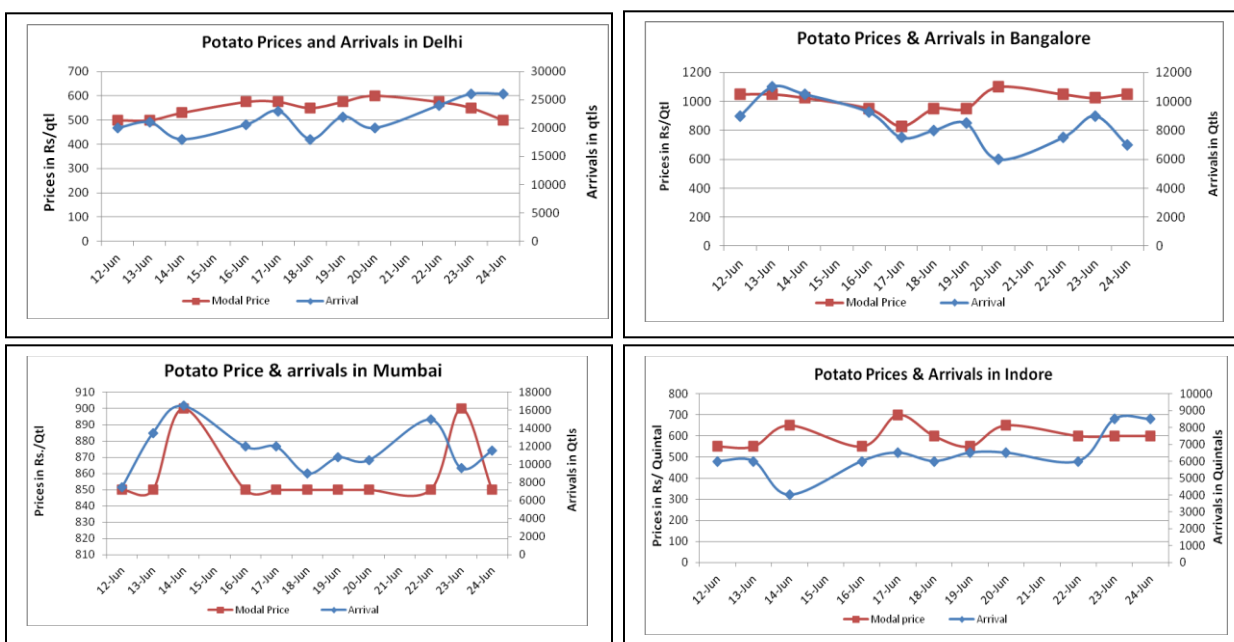 Potato Prices and Arrivals in Delhi
Prices in Rs/qtl
700
600
500
400
300
200
100
0
30000
25000
20000
15000
10000
5000
0
Arrivals in qtls
12-Jun
13-Jun
14-Jun
15-Jun
16-Jun
17-Jun
18-Jun
19-Jun
20-Jun
21-Jun
22-Jun
23-Jun
24-Jun
Modal Price Arrival
Potato Prices & Arrivals in Bangalore
Prices in Rs/Qtl
1200
1000
800
600
400
200
0
12000
10000
8000
6000
4000
2000
0
Arrivals in Qtls
12-Jun
13-Jun
14-Jun
15-Jun
16-Jun
17-Jun
18-Jun
19-Jun
20-Jun
21-Jun
22-Jun
23-Jun
24-Jun
Modal Price Arrival
Potato Price & arrivals in Mumbai
Prices in Rs./Qtl
910
900
890
880
870
860
850
840
830
820
810
18000
16000
14000
12000
10000
8000
6000
4000
2000
0
Arrivals in Qtls
12-Jun
13-Jun
14-Jun
15-Jun
16-Jun
17-Jun
18-Jun
19-Jun
20-Jun
21-Jun
22-Jun
23-Jun
24-Jun
Modal Price Arrival
Potato Prices & Arrivals in Indore
Prices in Rs/ Quintal
800
700
600
500
400
300
200
100
0
10000
9000
8000
7000
6000
5000
4000
3000
2000
1000
0
Arrivals in Quintals
12-Jun
13-Jun
14-Jun
15-Jun
16-Jun
17-Jun
18-Jun
19-Jun
20-Jun
21-Jun
22-Jun
23-Jun
24-Jun
Modal price Arrival